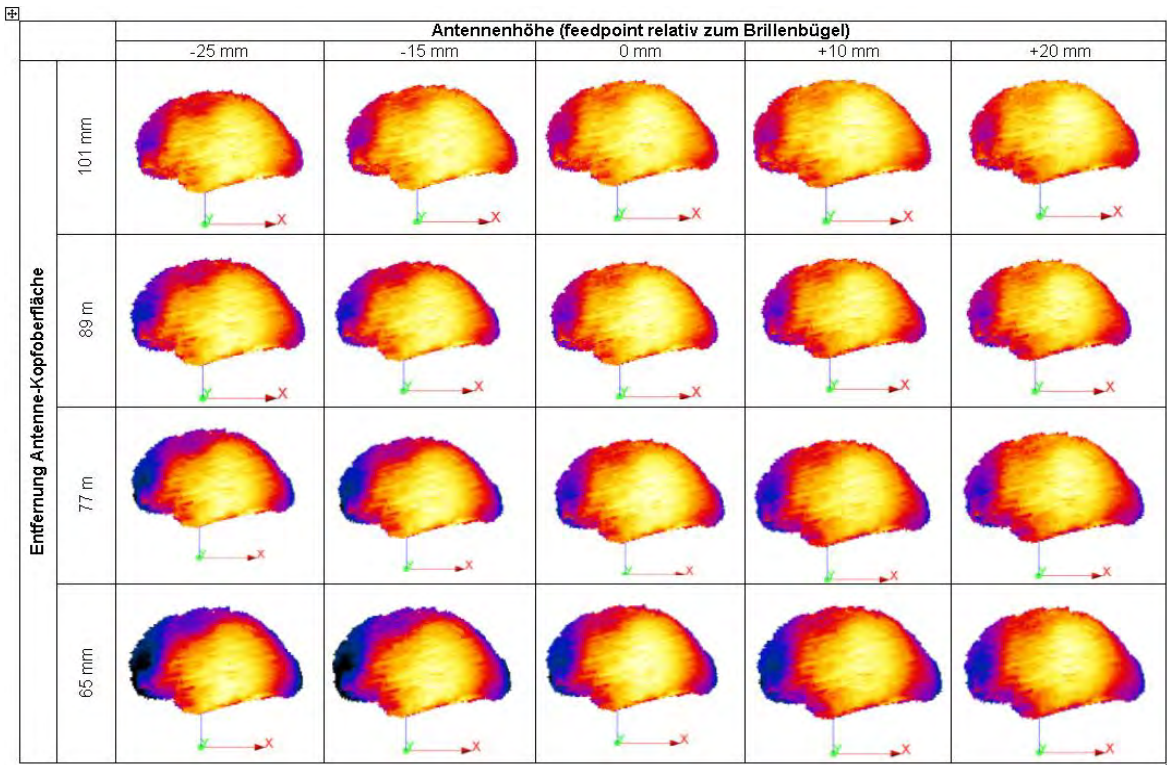 Antennenhöhe (feedpoint relativ zum Brillenbügel)
-25 mm -15 mm 0 mm +10 mm +20 mm
Entfernung Antenne-Kopfoberfläche
101 mm
Y X Y X Y X Y X Y X
89 m
Y X Y X Y X Y X Y X
77 m
Y X Y X Y X Y X Y X
65 mm
Y X Y X Y X Y X Y X